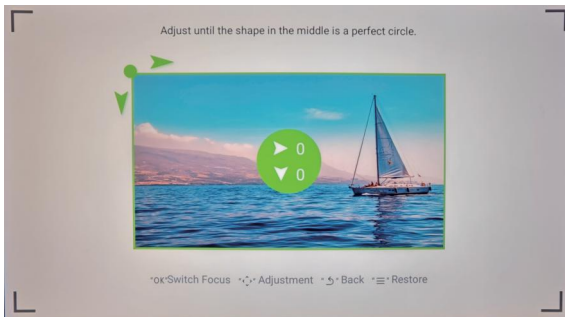 Adjust until the shape in the middle is a perfect circle.
0
0
"OK"Switch Focus Adjustment Back Restore